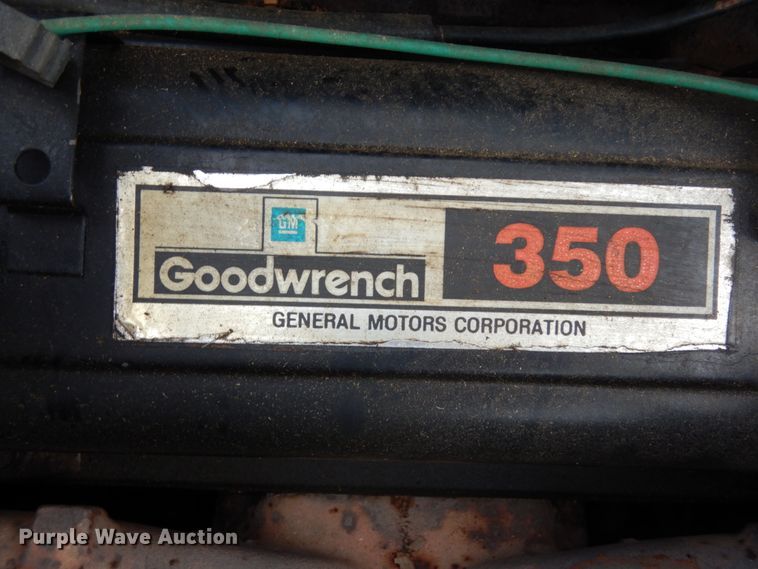 GM
Goodwrench
350
GENERAL MOTORS CORPORATION
Purple Wave Auction